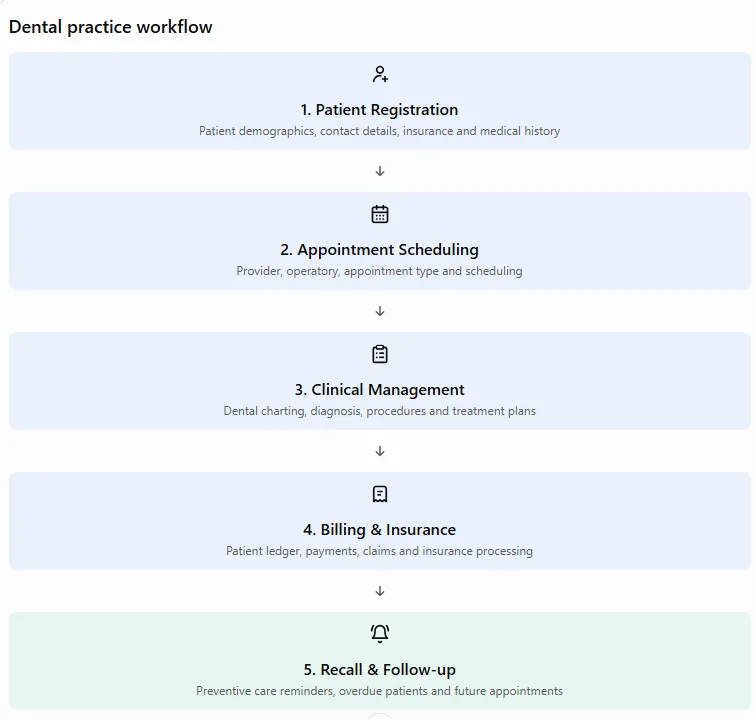 Dental practice workflow
1. Patient Registration
Patient demographics, contact details, insurance and medical history
2. Appointment Scheduling
Provider, operatory, appointment type and scheduling
3. Clinical Management
Dental charting, diagnosis, procedures and treatment plans
4. Billing & Insurance
Patient ledger, payments, claims and insurance processing
5. Recall & Follow-up
Preventive care reminders, overdue patients and future appointments